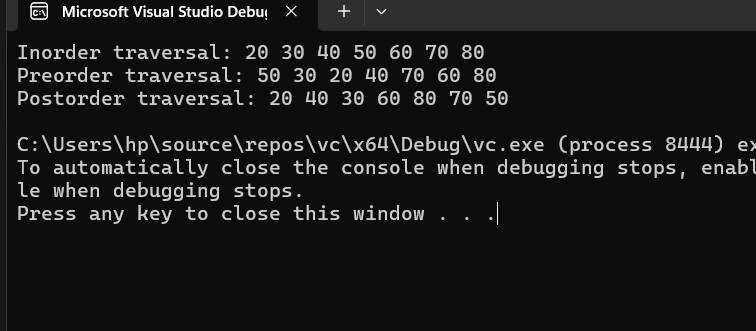 Microsoft Visual Studio Debu
Inorder traversal: 20 30 40 50 60 70 80
Preorder traversal: 50 30 20 40 70 60 80
Postorder traversal: 20 40 30 60 80 70 50
C:\Users\hp\source\repos\vc\x64\Debug\vc.exe (process 8444) ex
To automatically close the console when debugging stops, enabl
le when debugging stops.
Press any key to close this window . . .